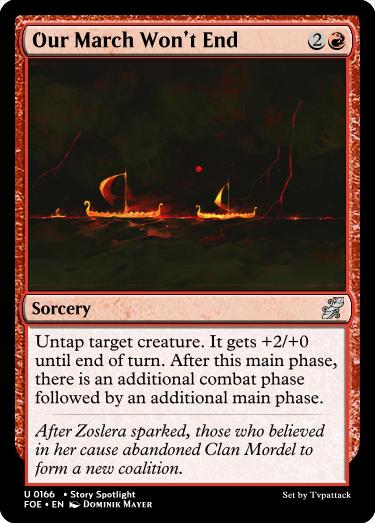 Our March Won't End 2
Sorcery
Untap target creature. It gets +2/+0
until end of turn. After this main phase,
there is an additional combat phase
followed by an additional main phase.
After Zoslera sparked, those who believed
in her cause abandoned Clan Mordel to
form a new coalition.
U 0166 • Story Spotlight
FOE • EN Dominik Mayer
Set by Tvpattack